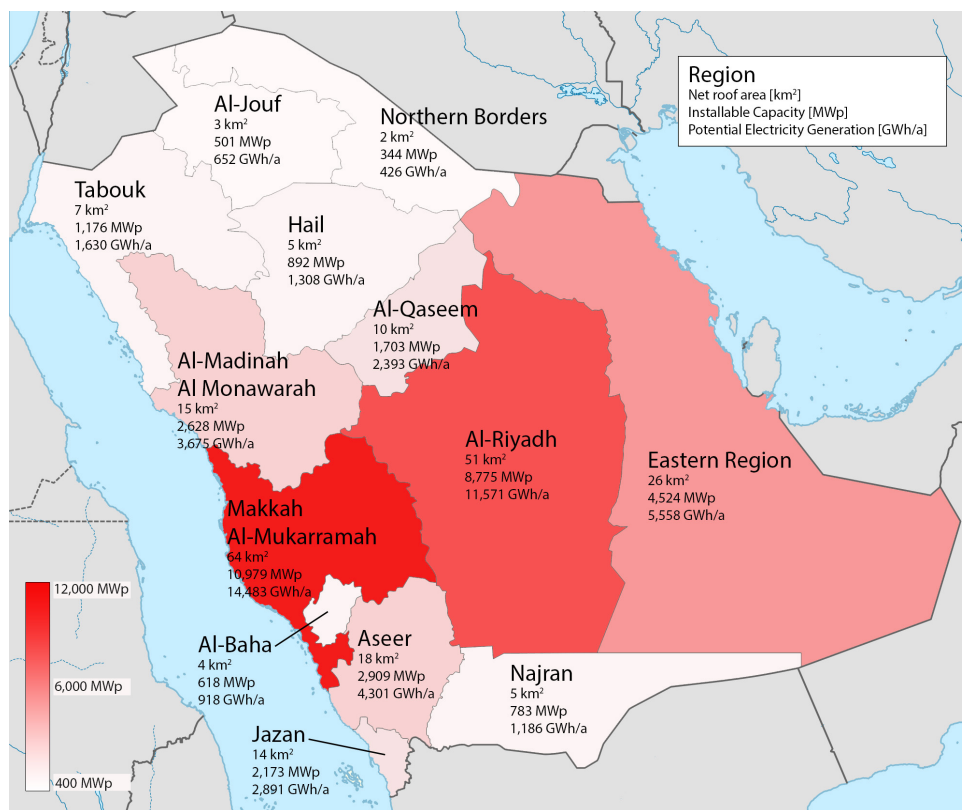 Region
Net roof area [km²]
Installable Capacity [MWp]
Potential Electricity Generation [GWh/a]
Al-Jouf
3 km²
501 MWp
652 GWh/a
Northern Borders
2 km²
344 MWp
426 GWh/a
Tabouk
7 km²
1,176 MWp
1,630 GWh/a
Hail
5 km²
892 MWp
1,308 GWh/a
Al-Qaseem
10 km²
1,703 MWp
2,393 GWh/a
Al-Madinah
Al Monawarah
15 km²
2,628 MWp
3,675 GWh/a
Al-Riyadh
51 km²
8,775 MWp
11,571 GWh/a
Eastern Region
26 km²
4,524 MWp
5,558 GWh/a
Makkah
Al-Mukarramah
64 km²
10,979 MWp
14,483 GWh/a
Al-Baha
4 km²
618 MWp
918 GWh/a
Aseer
18 km²
2,909 MWp
4,301 GWh/a
Najran
5 km²
783 MWp
1,186 GWh/a
Jazan
14 km²
2,173 MWp
2,891 GWh/a
12,000 MWp
6,000 MWp
400 MWp